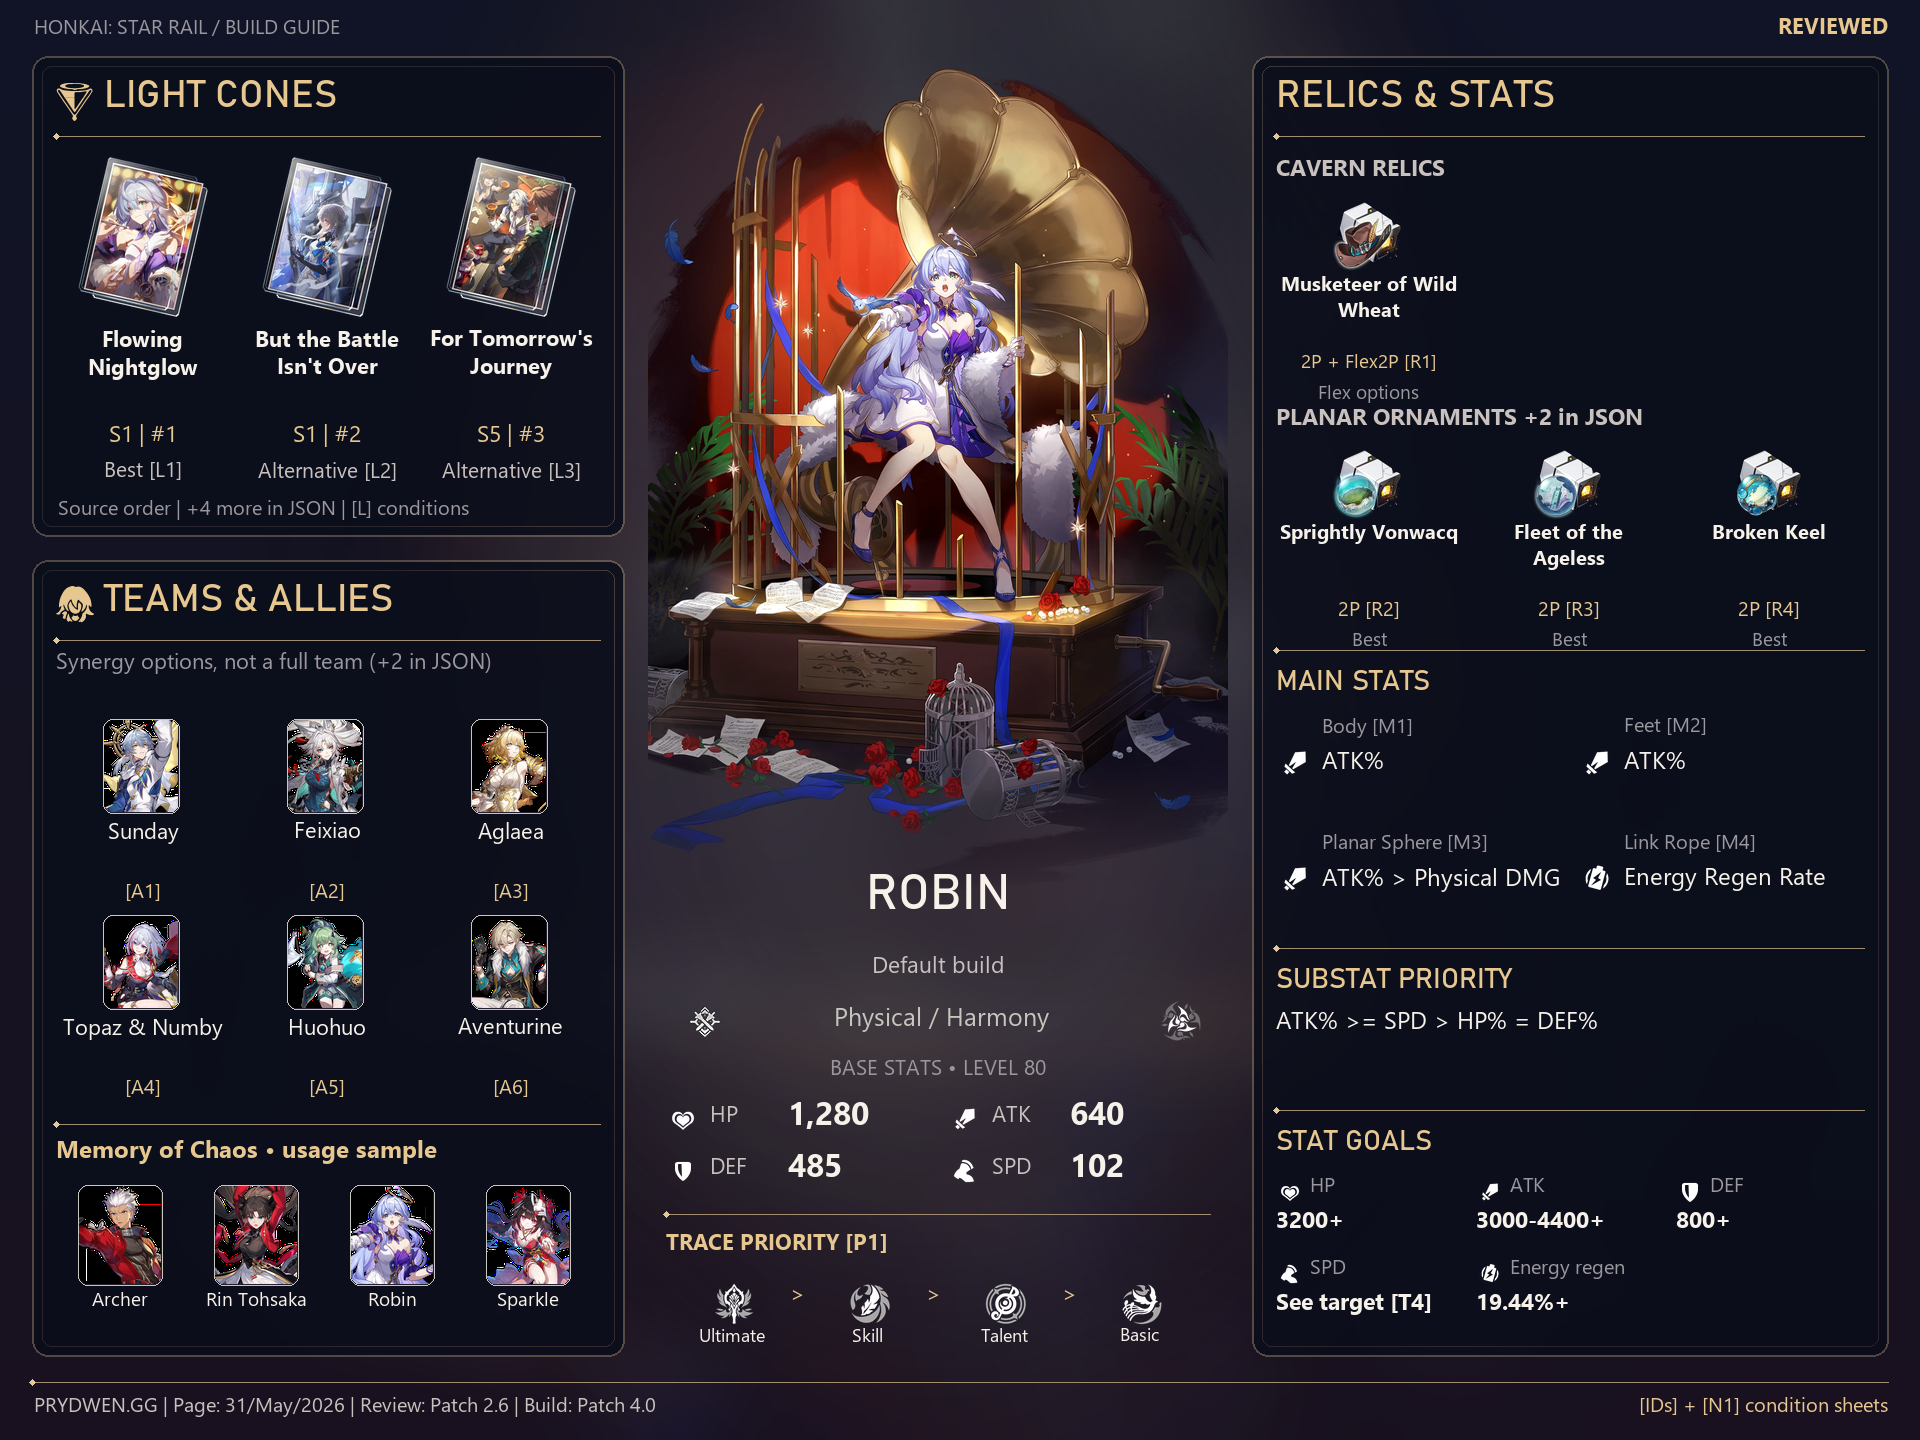 HONKAI: STAR RAIL / BUILD GUIDE
REVIEWED
LIGHT CONES
Flowing Nightglow
S1 | #1
Best [L1]
But the Battle Isn't Over
S1 | #2
Alternative [L2]
For Tomorrow's Journey
S5 | #3
Alternative [L3]
Source order | +4 more in JSON | [L] conditions
TEAMS & ALLIES
Synergy options, not a full team (+2 in JSON)
Sunday
[A1]
Feixiao
[A2]
Aglaea
[A3]
Topaz & Numby
[A4]
Huohuo
[A5]
Aventurine
[A6]
Memory of Chaos • usage sample
Archer
Rin Tohsaka
Robin
Sparkle
ROBIN
Default build
Physical / Harmony
BASE STATS • LEVEL 80
HP 1,280
ATK 640
DEF 485
SPD 102
TRACE PRIORITY [P1]
Ultimate > Skill > Talent > Basic
RELICS & STATS
CAVERN RELICS
Musketeer of Wild Wheat
2P + Flex2P [R1]
Flex options
PLANAR ORNAMENTS +2 in JSON
Sprightly Vonwacq
2P [R2]
Best
Fleet of the Ageless
2P [R3]
Best
Broken Keel
2P [R4]
Best
MAIN STATS
Body [M1]
ATK%
Feet [M2]
ATK%
Planar Sphere [M3]
ATK% > Physical DMG
Link Rope [M4]
Energy Regen Rate
SUBSTAT PRIORITY
ATK% >= SPD > HP% = DEF%
STAT GOALS
HP
3200+
ATK
3000-4400+
DEF
800+
SPD
See target [T4]
Energy regen
19.44%+
PRYDWEN.GG | Page: 31/May/2026 | Review: Patch 2.6 | Build: Patch 4.0
[IDs] + [N1] condition sheets